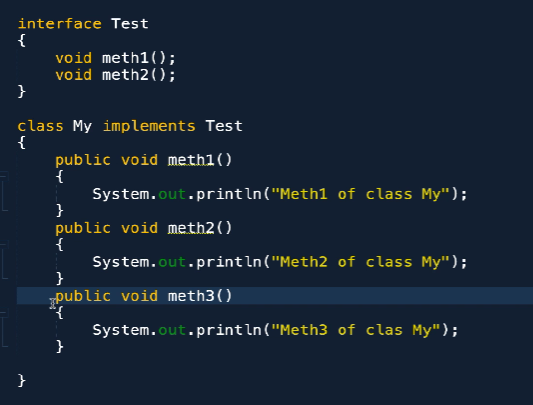 interface Test
{
void meth1();
void meth2();
}
class My implements Test
{
public void meth1()
{
System.out.println("Meth1 of class My");
}
public void meth2()
{
System.out.println("Meth2 of class My");
}
public void meth3()
{
System.out.println("Meth3 of clas My");
}
}